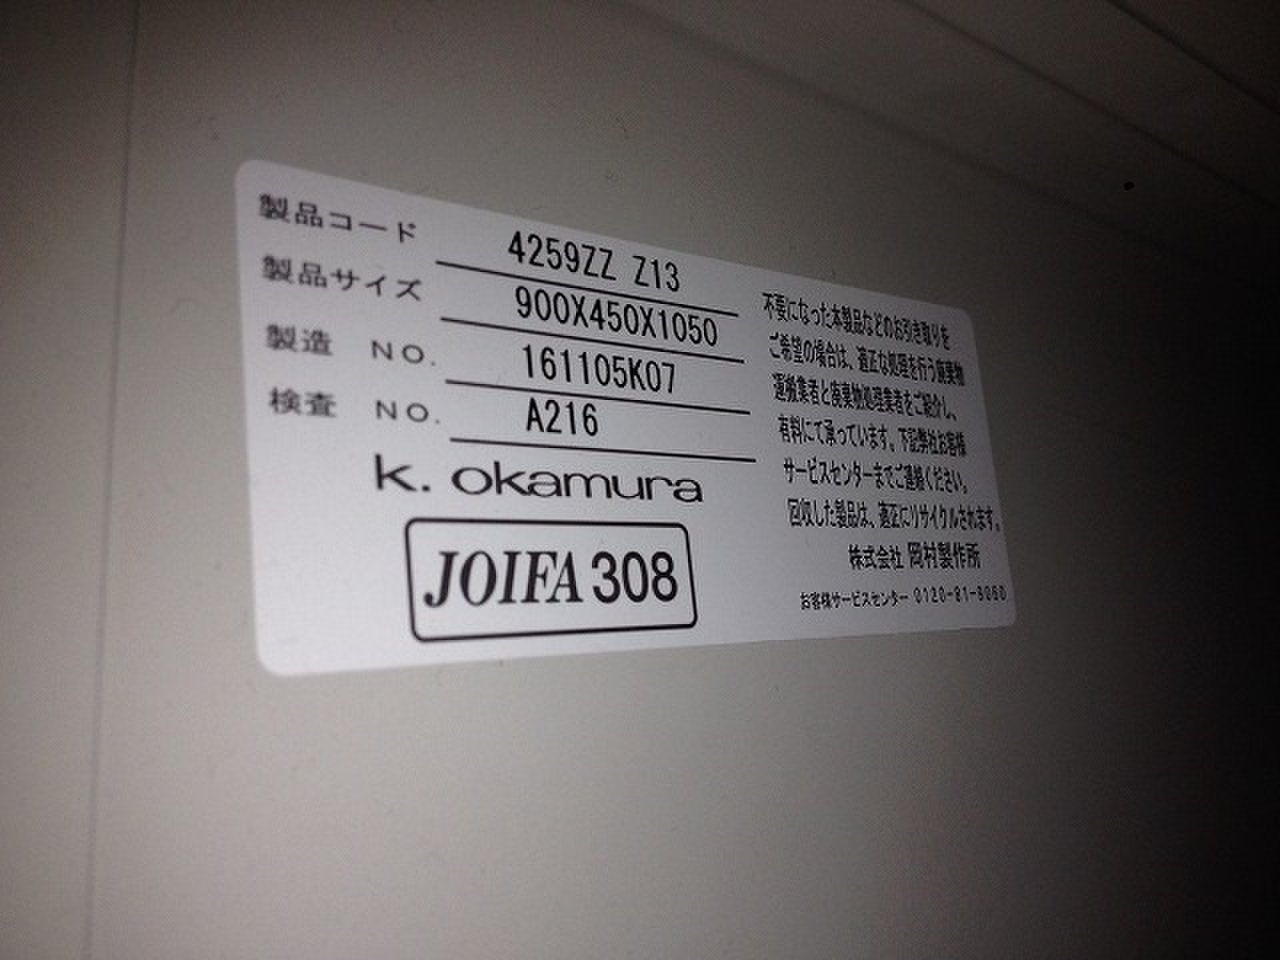 製品コード 4259ZZ Z13
製品サイズ 900X450X1050
製造 NO. 161105K07
検査 NO. A216
k. okamura
JOIFA 308
不要になった本製品などのお引き取りを
ご希望の場合は、適正な処理を行う廃棄物
運搬業者と廃棄物処理業者をご紹介し、
有料にて承っています。下記弊社お客様
サービスセンターまでご連絡ください。
回収した製品は、適正にリサイクルされます。
株式会社 岡村製作所
お客様サービスセンター 0120-81-9060